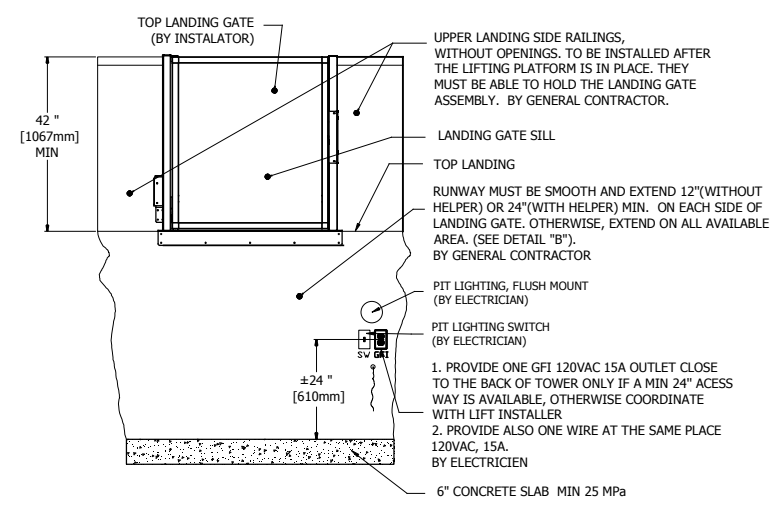 TOP LANDING GATE
(BY INSTALATOR)
UPPER LANDING SIDE RAILINGS,
WITHOUT OPENINGS. TO BE INSTALLED AFTER
THE LIFTING PLATFORM IS IN PLACE. THEY
MUST BE ABLE TO HOLD THE LANDING GATE
ASSEMBLY.  BY GENERAL CONTRACTOR.
42 "
[1067mm]
MIN
LANDING GATE SILL
TOP LANDING
RUNWAY MUST BE SMOOTH AND EXTEND 12"(WITHOUT
HELPER) OR 24"(WITH HELPER) MIN.  ON EACH SIDE OF
LANDING GATE. OTHERWISE, EXTEND ON ALL AVAILABLE
AREA. (SEE DETAIL "B").
BY GENERAL CONTRACTOR
PIT LIGHTING, FLUSH MOUNT
(BY ELECTRICIAN)
PIT LIGHTING SWITCH
(BY ELECTRICIAN)
SW GFI
±24 "
[610mm]
1. PROVIDE ONE GFI 120VAC 15A OUTLET CLOSE
TO THE BACK OF TOWER ONLY IF A MIN 24" ACESS
WAY IS AVAILABLE, OTHERWISE COORDINATE
WITH LIFT INSTALLER
2. PROVIDE ALSO ONE WIRE AT THE SAME PLACE
120VAC, 15A.
BY ELECTRICIEN
6" CONCRETE SLAB  MIN 25 MPa